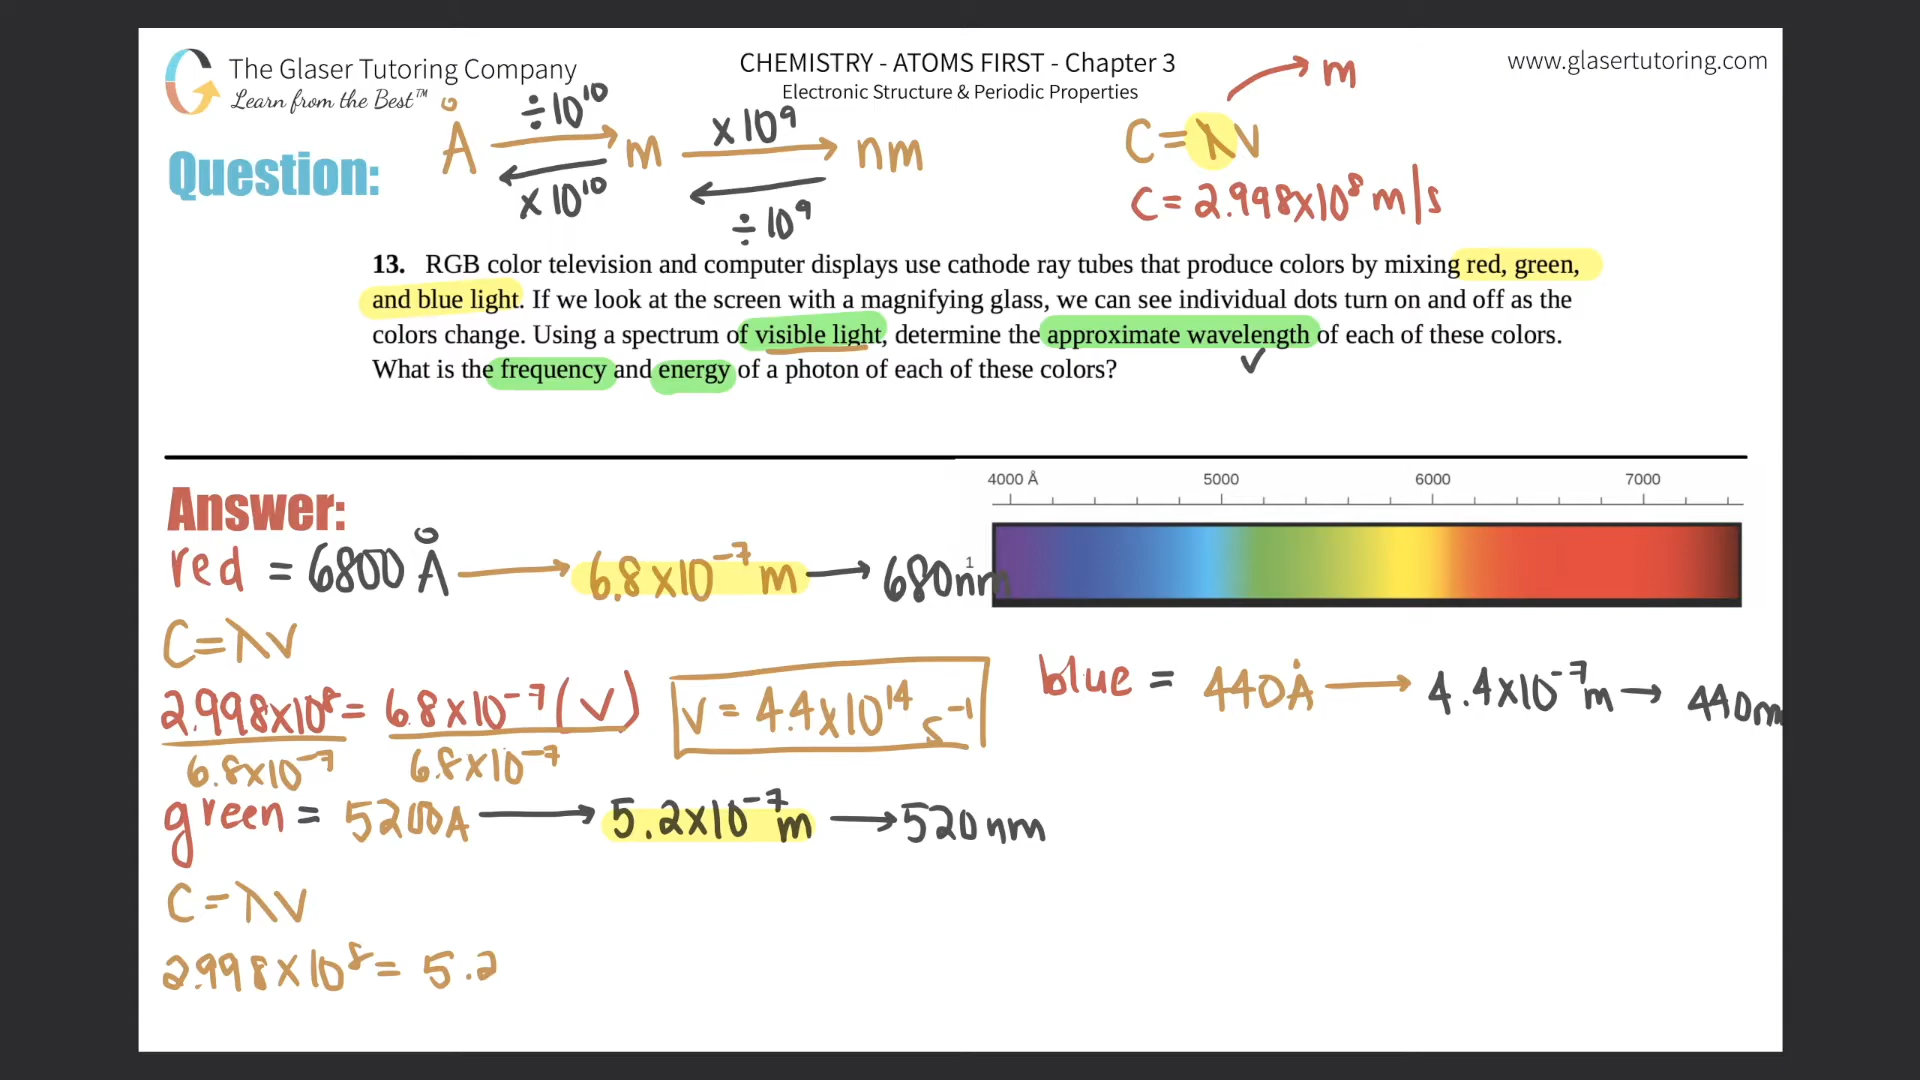 The Glaser Tutoring Company
Learn from the Best™
CHEMISTRY - ATOMS FIRST - Chapter 3
Electronic Structure & Periodic Properties
www.glasertutoring.com
Å ÷10¹⁰ m x10⁹ nm
x10¹⁰ ÷10⁹
m
C=λν
C= 2.998x10⁸ m/s
Question:
13. RGB color television and computer displays use cathode ray tubes that produce colors by mixing red, green,
and blue light. If we look at the screen with a magnifying glass, we can see individual dots turn on and off as the
colors change. Using a spectrum of visible light, determine the approximate wavelength of each of these colors.
What is the frequency and energy of a photon of each of these colors?
Answer:
4000 Å 5000 6000 7000
1
red = 6800 Å → 6.8x10⁻⁷ m → 680nm
C=λν
2.998x10⁸ = 6.8x10⁻⁷ (ν)
6.8x10⁻⁷ 6.8x10⁻⁷
ν = 4.4x10¹⁴ s⁻¹
blue = 440Å → 4.4x10⁻⁷m → 440nm
green = 5200A → 5.2x10⁻⁷m → 520nm
C=λν
2.998x10⁸ = 5.2